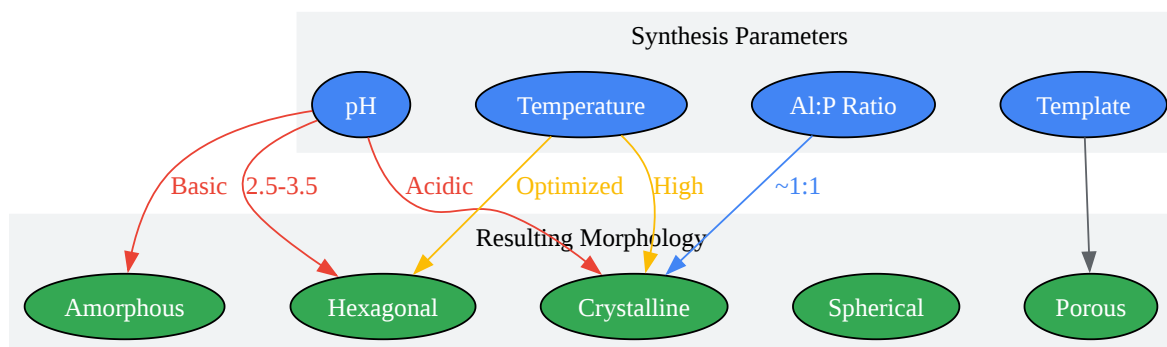 Synthesis Parameters
pH
Temperature
Al:P Ratio
Template
Basic
2.5-3.5
Acidic
Optimized
High
~1:1
Resulting Morphology
Amorphous
Hexagonal
Crystalline
Spherical
Porous